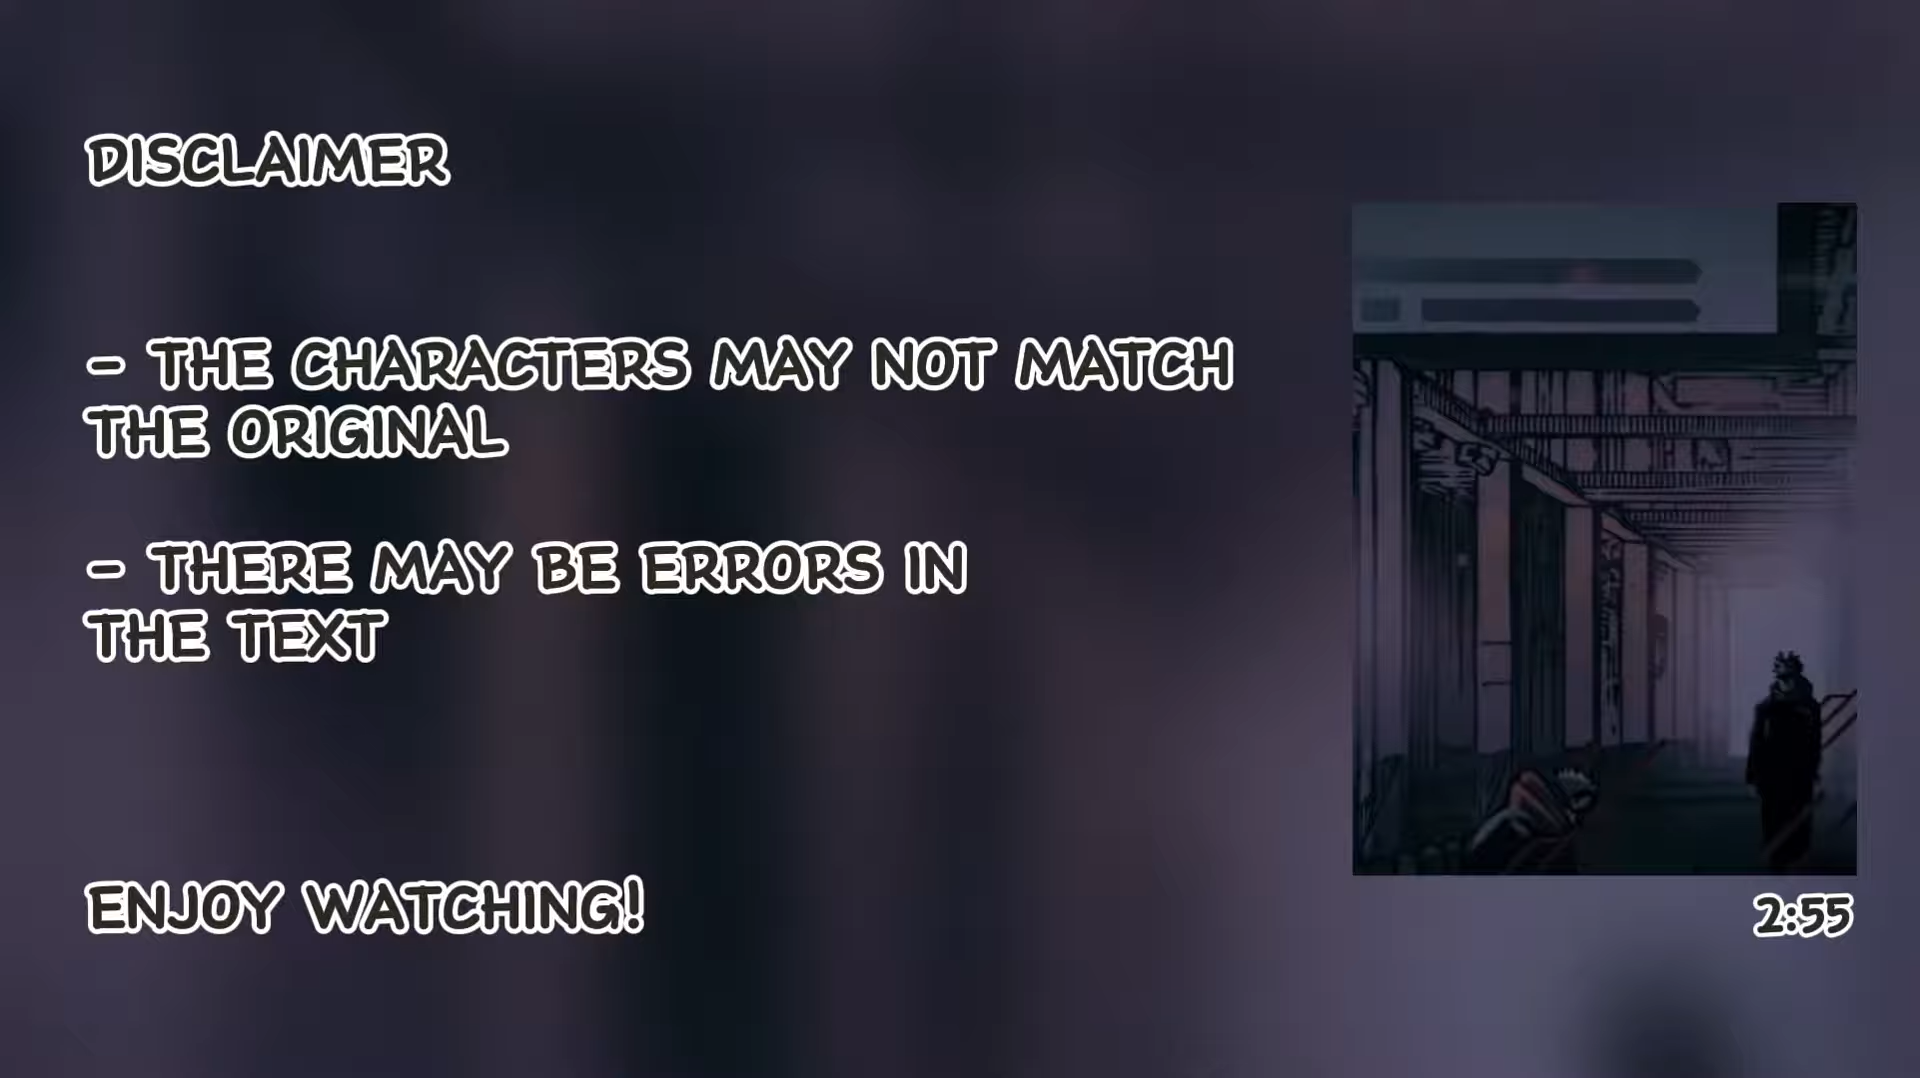 DISCLAIMER
- THE CHARACTERS MAY NOT MATCH
THE ORIGINAL
- THERE MAY BE ERRORS IN
THE TEXT
ENJOY WATCHING!
2:55